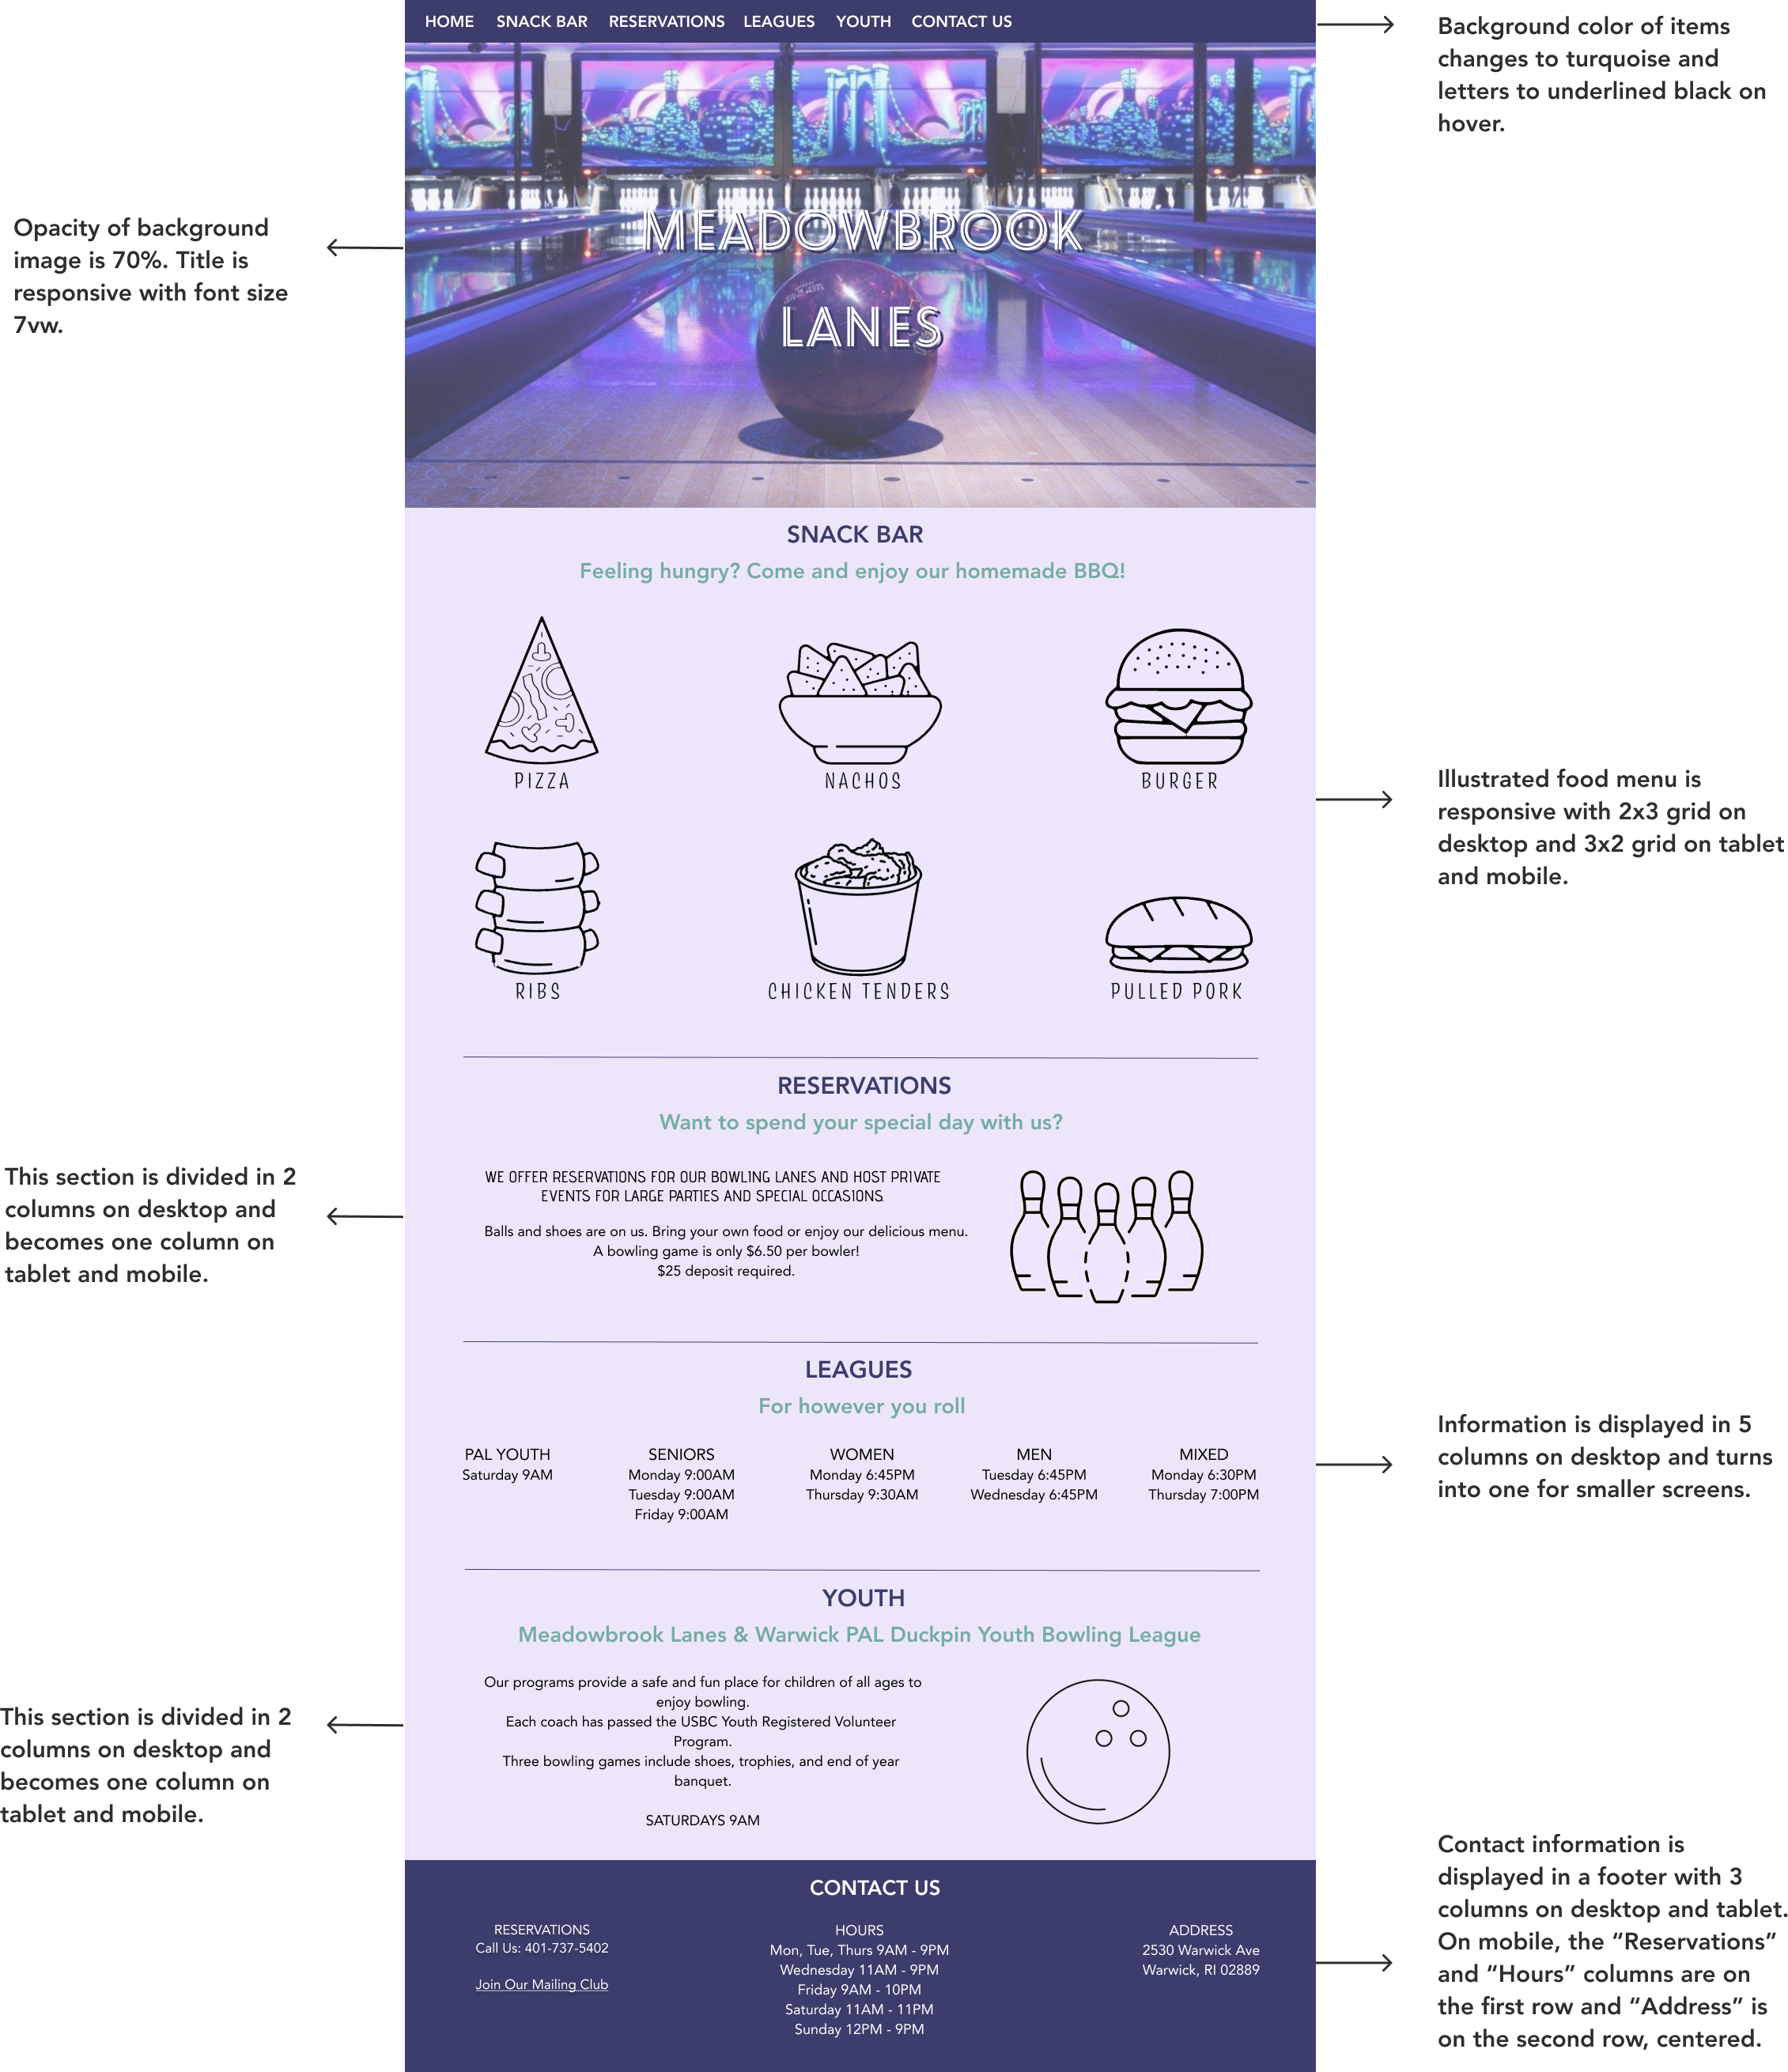 HOME SNACK BAR RESERVATIONS LEAGUES YOUTH CONTACT US
Background color of items
changes to turquoise and
letters to underlined black on
hover.
Opacity of background
image is 70%. Title is
responsive with font size
7vw.
MEADOWBROOK
LANES
SNACK BAR
Feeling hungry? Come and enjoy our homemade BBQ!
PIZZA
NACHOS
BURGER
Illustrated food menu is
responsive with 2x3 grid on
desktop and 3x2 grid on tablet
and mobile.
RIBS
CHICKEN TENDERS
PULLED PORK
RESERVATIONS
Want to spend your special day with us?
This section is divided in 2
columns on desktop and
becomes one column on
tablet and mobile.
WE OFFER RESERVATIONS FOR OUR BOWLING LANES AND HOST PRIVATE
EVENTS FOR LARGE PARTIES AND SPECIAL OCCASIONS.
Balls and shoes are on us. Bring your own food or enjoy our delicious menu.
A bowling game is only $6.50 per bowler!
$25 deposit required.
LEAGUES
For however you roll
PAL YOUTH
Saturday 9AM
SENIORS
Monday 9:00AM
Tuesday 9:00AM
Friday 9:00AM
WOMEN
Monday 6:45PM
Thursday 9:30AM
MEN
Tuesday 6:45PM
Wednesday 6:45PM
MIXED
Monday 6:30PM
Thursday 7:00PM
Information is displayed in 5
columns on desktop and turns
into one for smaller screens.
YOUTH
Meadowbrook Lanes & Warwick PAL Duckpin Youth Bowling League
This section is divided in 2
columns on desktop and
becomes one column on
tablet and mobile.
Our programs provide a safe and fun place for children of all ages to
enjoy bowling.
Each coach has passed the USBC Youth Registered Volunteer
Program.
Three bowling games include shoes, trophies, and end of year
banquet.
SATURDAYS 9AM
CONTACT US
RESERVATIONS
Call Us: 401-737-5402
Join Our Mailing Club
HOURS
Mon, Tue, Thurs 9AM - 9PM
Wednesday 11AM - 9PM
Friday 9AM - 10PM
Saturday 11AM - 11PM
Sunday 12PM - 9PM
ADDRESS
2530 Warwick Ave
Warwick, RI 02889
Contact information is
displayed in a footer with 3
columns on desktop and tablet.
On mobile, the “Reservations”
and “Hours” columns are on
the first row and “Address” is
on the second row, centered.